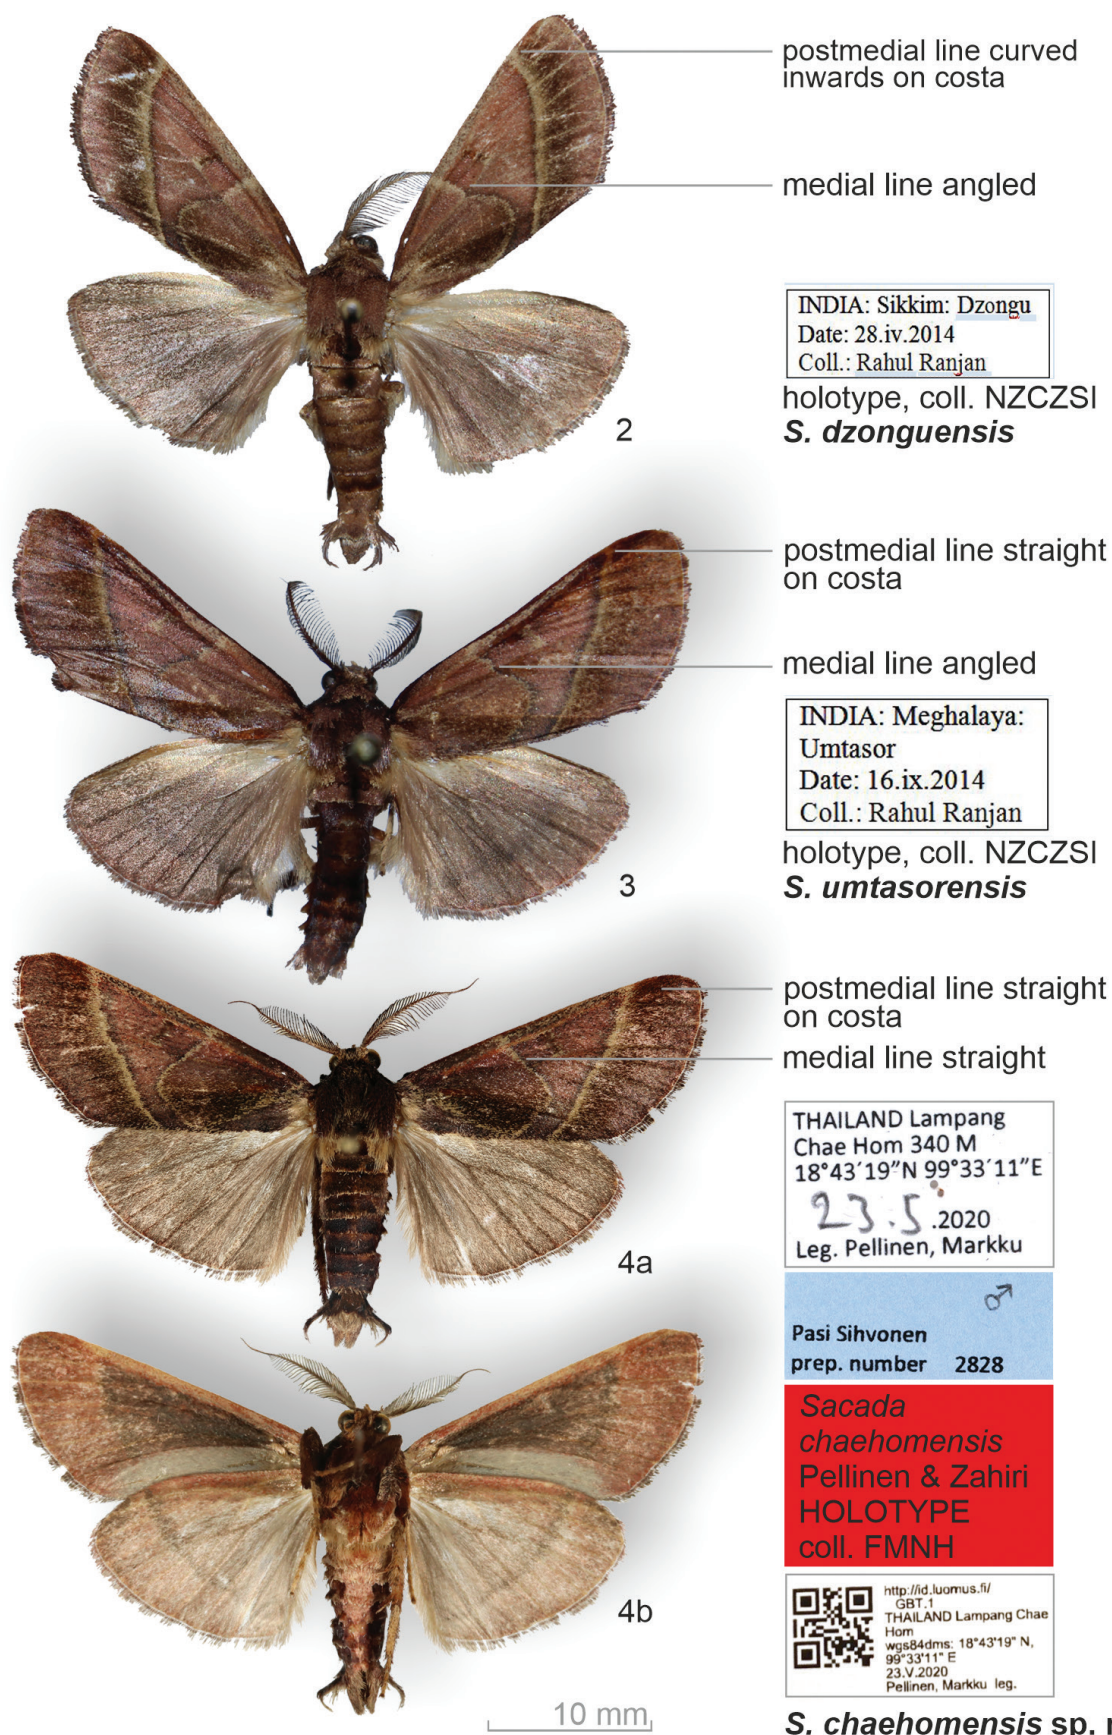 postmedial line curved
inwards on costa
medial line angled
INDIA: Sikkim: Dzongu
Date: 28.iv.2014
Coll.: Rahul Ranjan
holotype, coll. NZCZSI
S. dzonguensis
2
postmedial line straight
on costa
medial line angled
INDIA: Meghalaya:
Umtasor
Date: 16.ix.2014
Coll.: Rahul Ranjan
holotype, coll. NZCZSI
S. umtasorensis
3
postmedial line straight
on costa
medial line straight
THAILAND Lampang
Chae Hom 340 M
18°43′19″N 99°33′11″E
23.5.2020
Leg. Pellinen, Markku
4a
♂
Pasi Sihvonen
prep. number 2828
Sacada
chaehomensis
Pellinen & Zahiri
HOLOTYPE
coll. FMNH
4b
http://id.luomus.fi/
GBT.1
THAILAND Lampang Chae
Hom
wgs84dms: 18°43'19" N,
99°33'11" E
23.V.2020
Pellinen, Markku leg.
10 mm
S. chaehomensis sp.